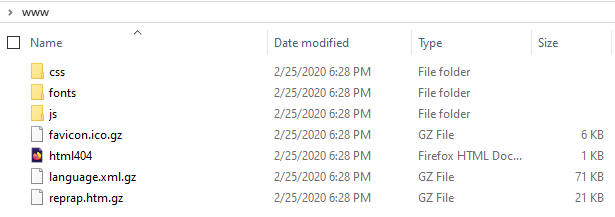 www
Name Date modified Type Size
css 2/25/2020 6:28 PM File folder
fonts 2/25/2020 6:28 PM File folder
js 2/25/2020 6:28 PM File folder
favicon.ico.gz 2/25/2020 6:28 PM GZ File 6 KB
html404 2/25/2020 6:28 PM Firefox HTML Doc... 1 KB
language.xml.gz 2/25/2020 6:28 PM GZ File 71 KB
reprap.htm.gz 2/25/2020 6:28 PM GZ File 21 KB